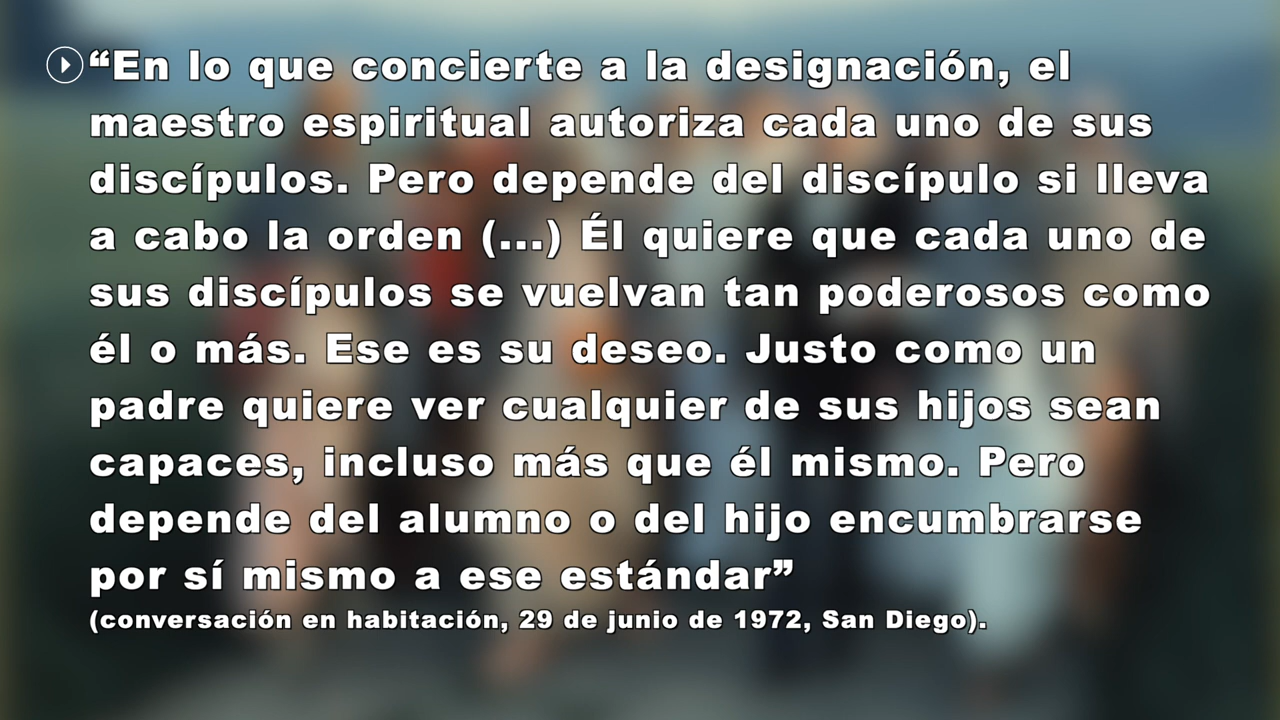 “En lo que concierte a la designación, el
maestro espiritual autoriza cada uno de sus
discípulos. Pero depende del discípulo si lleva
a cabo la orden (...) Él quiere que cada uno de
sus discípulos se vuelvan tan poderosos como
él o más. Ese es su deseo. Justo como un
padre quiere ver cualquier de sus hijos sean
capaces, incluso más que él mismo. Pero
depende del alumno o del hijo encumbrarse
por sí mismo a ese estándar”
(conversación en habitación, 29 de junio de 1972, San Diego).